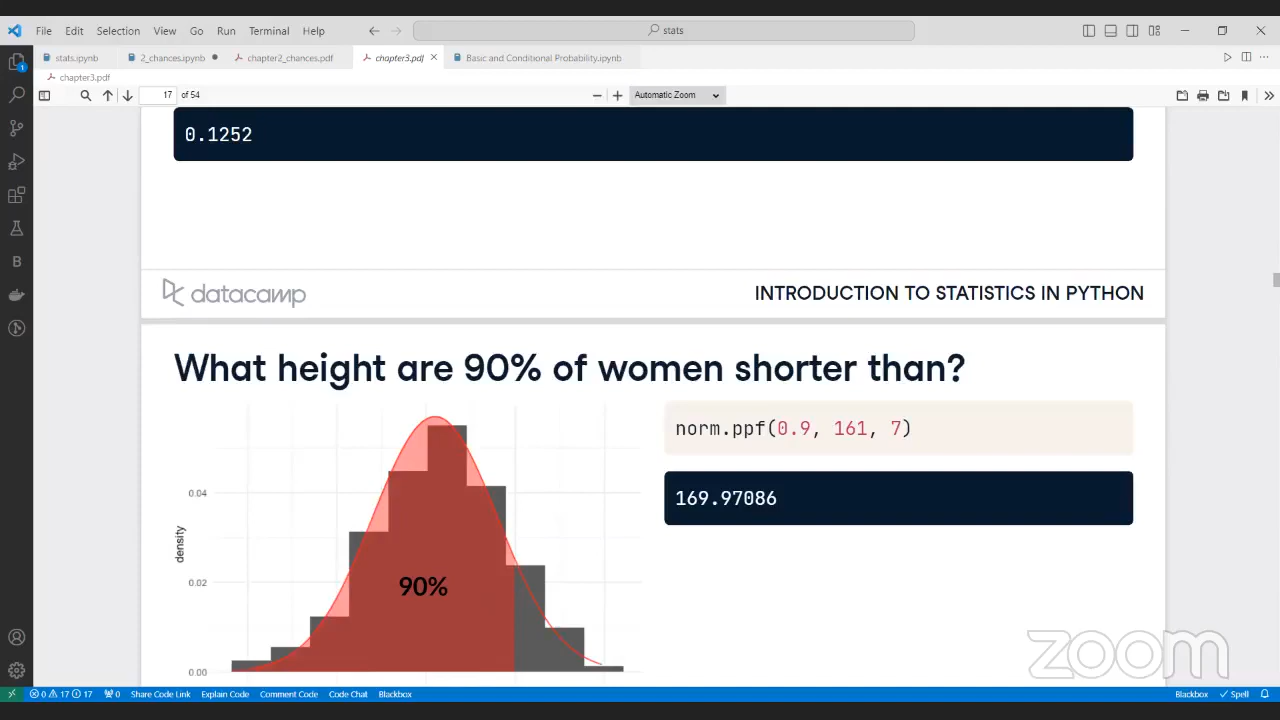 File Edit Selection View Go Run Terminal Help
stats
stats.ipynb 2_chances.ipynb chapter2_chances.pdf chapter3.pdf Basic and Conditional Probability.ipynb
chapter3.pdf
17 of 54 Automatic Zoom
0.1252
datacamp
INTRODUCTION TO STATISTICS IN PYTHON
What height are 90% of women shorter than?
norm.ppf(0.9, 161, 7)
169.97086
0.04
density
90%
0.02
0.00
zoom
0 17 17 0 Share Code Link Explain Code Comment Code Code Chat Blackbox Blackbox Spell